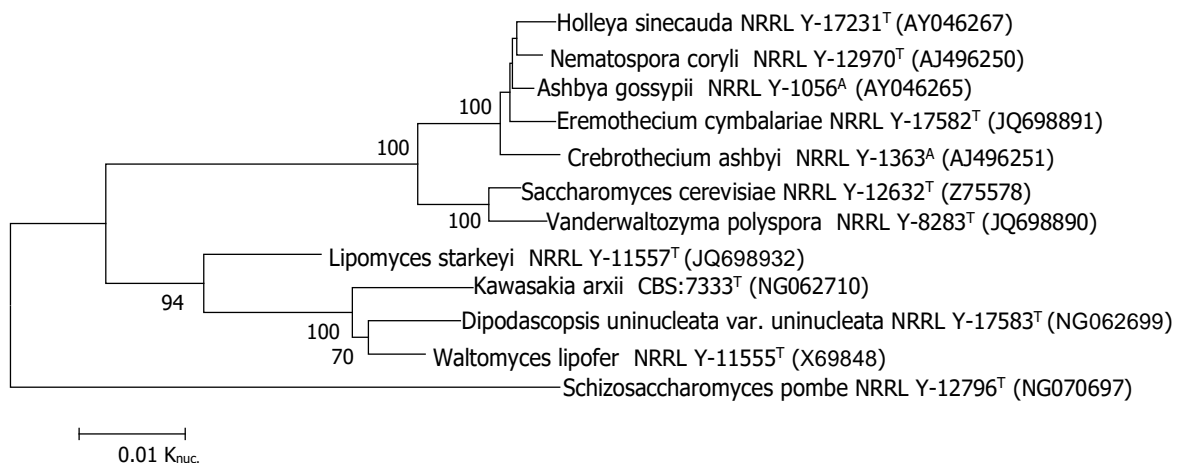 Holleya sinecauda NRRL Y-17231ᵀ (AY046267)
Nematospora coryli NRRL Y-12970ᵀ (AJ496250)
Ashbya gossypii NRRL Y-1056ᴬ (AY046265)
100
Eremothecium cymbalariae NRRL Y-17582ᵀ (JQ698891)
100
Crebrothecium ashbyi NRRL Y-1363ᴬ (AJ496251)
Saccharomyces cerevisiae NRRL Y-12632ᵀ (Z75578)
100
Vanderwaltozyma polyspora NRRL Y-8283ᵀ (JQ698890)
Lipomyces starkeyi NRRL Y-11557ᵀ (JQ698932)
94
Kawasakia arxii CBS:7333ᵀ (NG062710)
100
Dipodascopsis uninucleata var. uninucleata NRRL Y-17583ᵀ (NG062699)
70
Waltomyces lipofer NRRL Y-11555ᵀ (X69848)
Schizosaccharomyces pombe NRRL Y-12796ᵀ (NG070697)
0.01 Knuc.